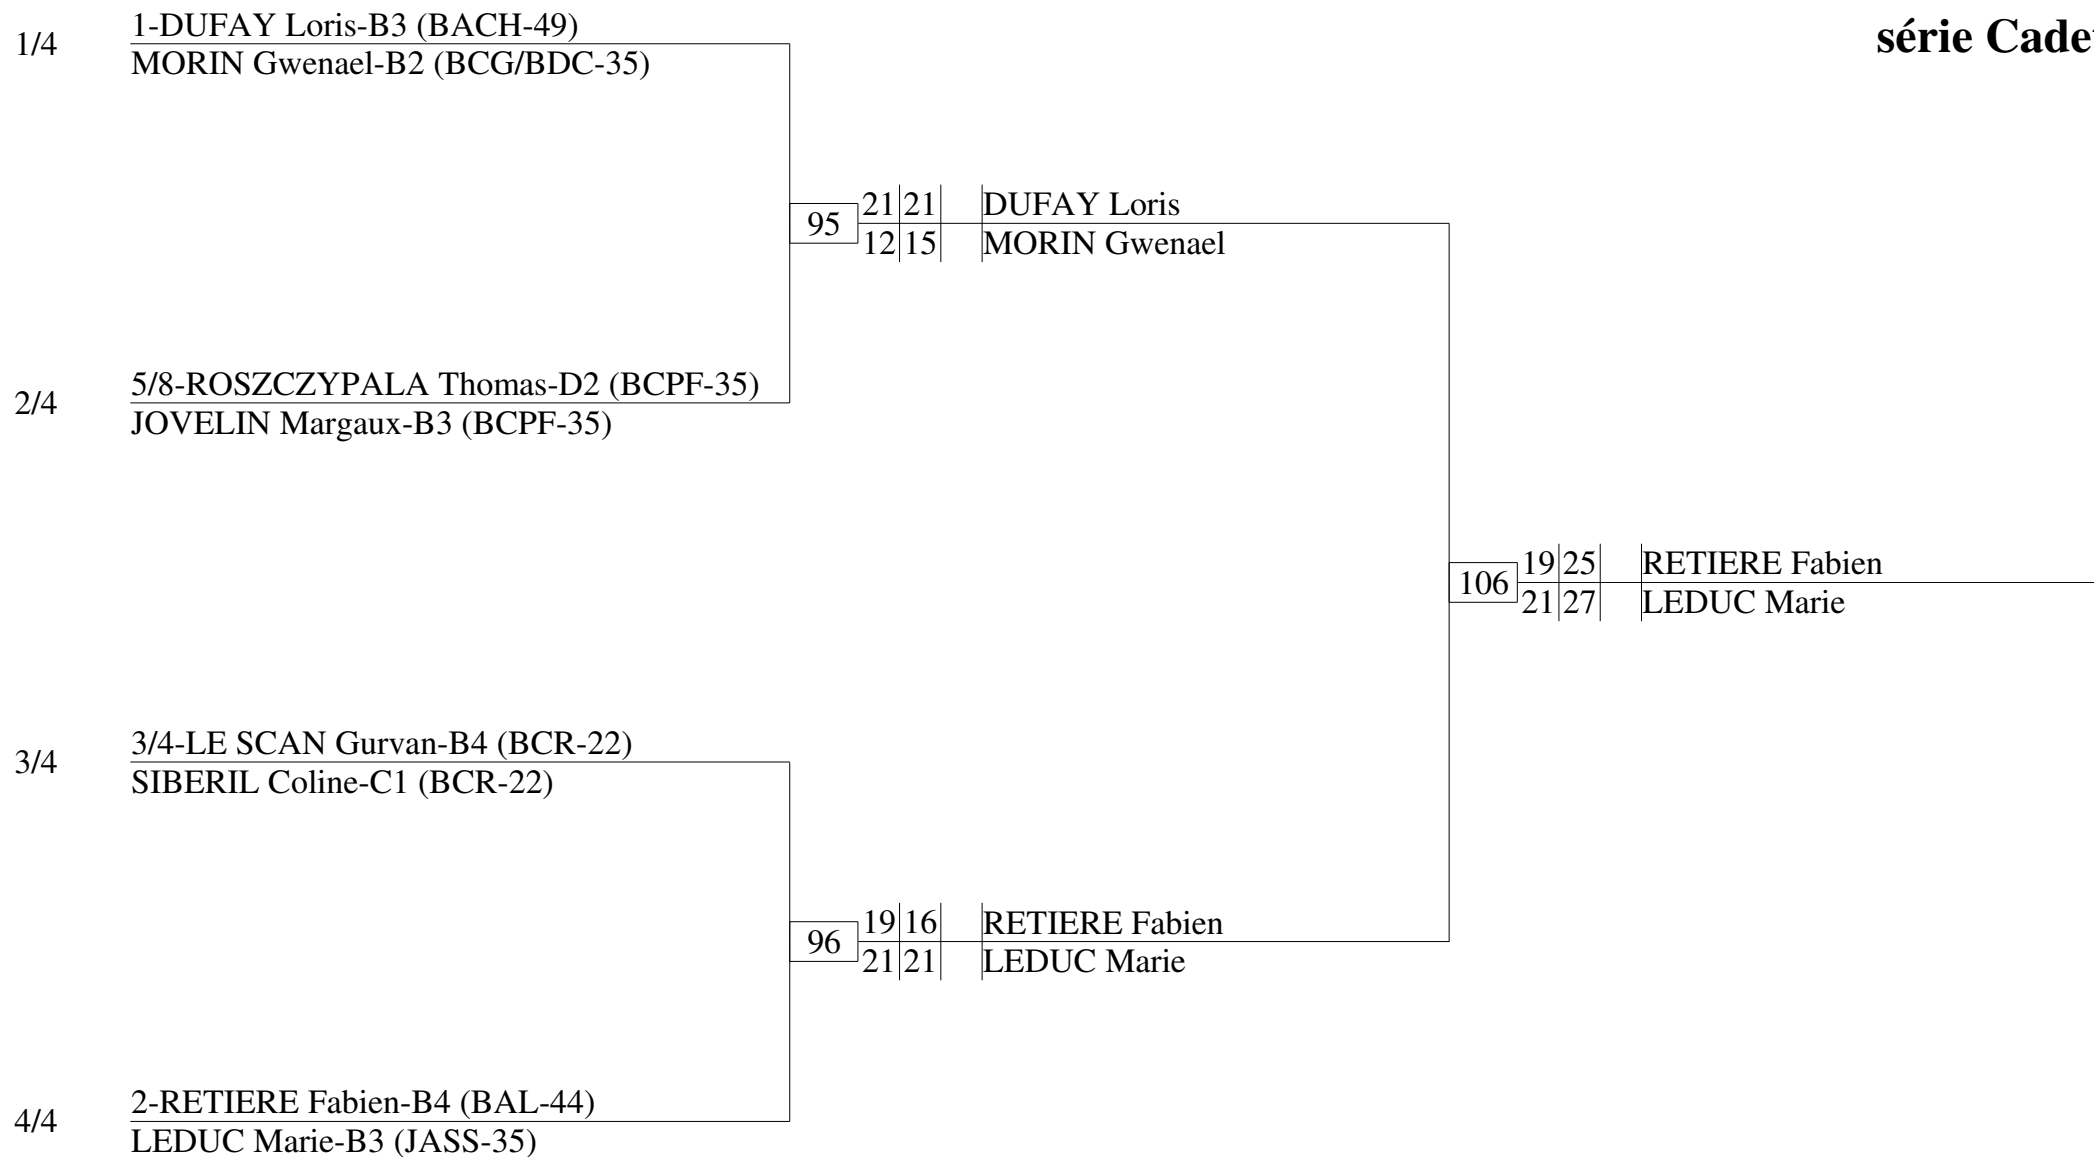 série Cadet
1/4
1-DUFAY Loris-B3 (BACH-49)
MORIN Gwenael-B2 (BCG/BDC-35)
95
21 21 DUFAY Loris
12 15 MORIN Gwenael
2/4
5/8-ROSZCZYPALA Thomas-D2 (BCPF-35)
JOVELIN Margaux-B3 (BCPF-35)
106
19 25 RETIERE Fabien
21 27 LEDUC Marie
3/4
3/4-LE SCAN Gurvan-B4 (BCR-22)
SIBERIL Coline-C1 (BCR-22)
96
19 16 RETIERE Fabien
21 21 LEDUC Marie
4/4
2-RETIERE Fabien-B4 (BAL-44)
LEDUC Marie-B3 (JASS-35)